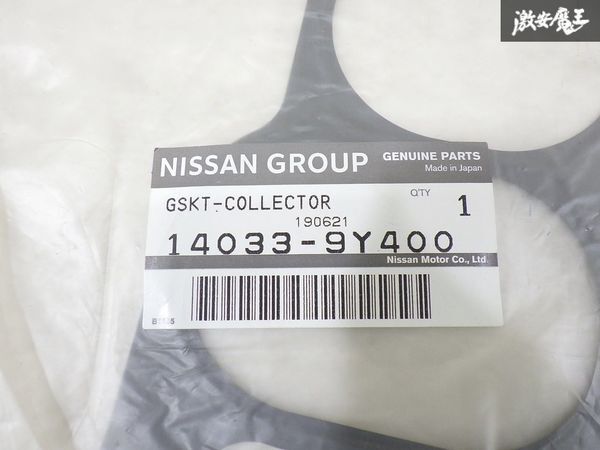 激安魔王
NISSAN GROUP
GENUINE PARTS
Made in Japan
GSKT-COLLECTOR
Q'TY
1
190621
14033-9Y400
Nissan Motor Co., Ltd.